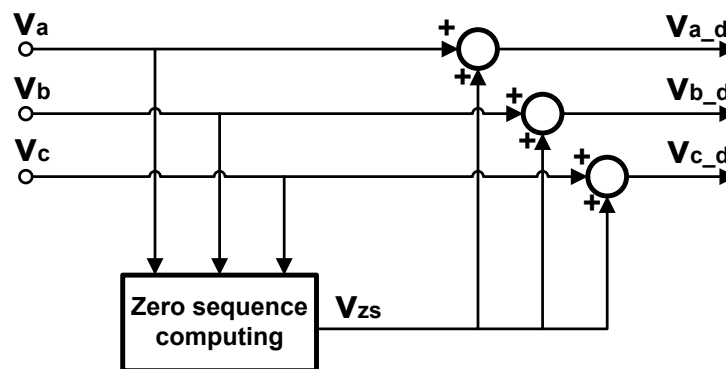 Va
+
+
Va_d
Vb
+
+
Vb_d
Vc
+
+
Vc_d
Zero sequence
computing
Vzs